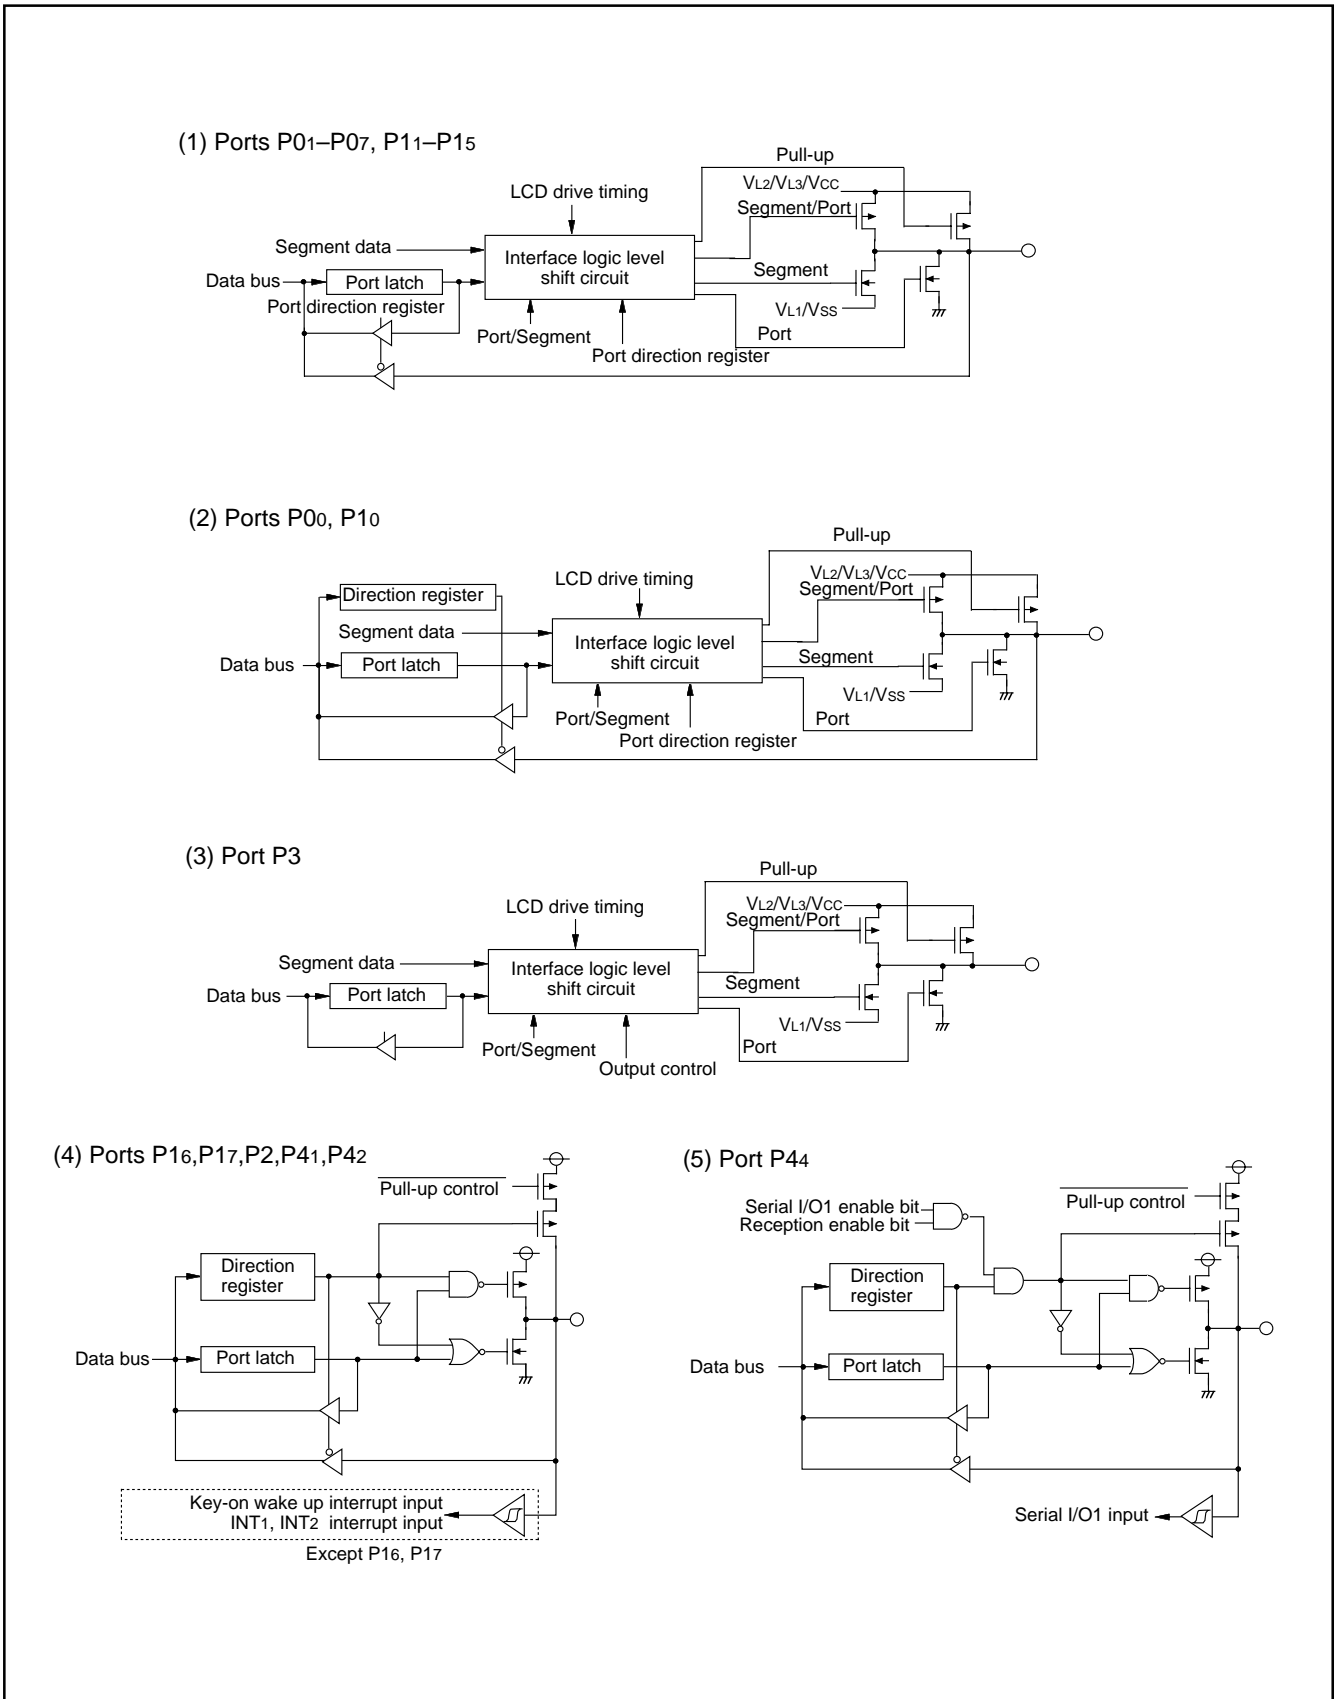 (1) Ports P01–P07, P11–P15
Pull-up
LCD drive timing
VL2/VL3/VCC
Segment/Port
Segment data
Interface logic level
shift circuit
Data bus
Port latch
Segment
Port direction register
VL1/VSS
Port/Segment
Port
Port direction register
(2) Ports P00, P10
Pull-up
LCD drive timing
VL2/VL3/VCC
Segment/Port
Direction register
Segment data
Interface logic level
shift circuit
Data bus
Port latch
Segment
VL1/VSS
Port/Segment
Port
Port direction register
(3) Port P3
Pull-up
LCD drive timing
VL2/VL3/VCC
Segment/Port
Segment data
Interface logic level
shift circuit
Data bus
Port latch
Segment
VL1/VSS
Port/Segment
Port
Output control
(4) Ports P16,P17,P2,P41,P42
Pull-up control
Direction
register
Data bus
Port latch
Key-on wake up interrupt input
INT1, INT2 interrupt input
Except P16, P17
(5) Port P44
Pull-up control
Serial I/O1 enable bit
Reception enable bit
Direction
register
Data bus
Port latch
Serial I/O1 input